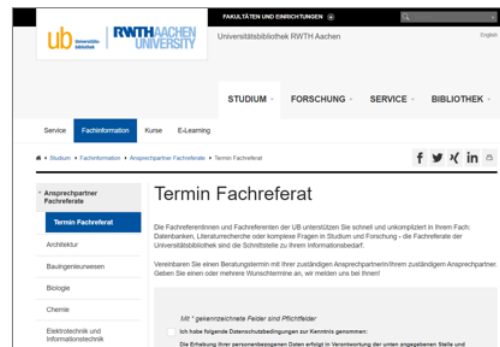 FAKULTÄTEN UND EINRICHTUNGEN
ub Universitäts-bibliothek RWTHAACHEN UNIVERSITY
Universitätsbibliothek RWTH Aachen
English
STUDIUM FORSCHUNG SERVICE BIBLIOTHEK
Service Fachinformation Kurse E-Learning
Studium Fachinformation Ansprechpartner Fachreferate Termin Fachreferat
Ansprechpartner
Fachreferate
Termin Fachreferat
Architektur
Bauingenieurwesen
Biologie
Chemie
Elektrotechnik und
Informationstechnik
Termin Fachreferat
Die Fachreferentinnen und Fachreferenten der UB unterstützen Sie schnell und unkompliziert in Ihrem Fach:
Datenbanken, Literaturrecherche oder komplexe Fragen in Studium und Forschung - die Fachreferate der
Universitätsbibliothek sind die Schnittstelle zu Ihrem Informationsbedarf.
Vereinbaren Sie einen Beratungstermin mit Ihrer zuständigen Ansprechpartnerin/Ihrem zuständigem Ansprechpartner.
Geben Sie einen oder mehrere Wunschtermine an, wir melden uns bei Ihnen!
Mit * gekennzeichnete Felder sind Pflichtfelder
Ich habe folgende Datenschutzbedingungen zur Kenntnis genommen:
Die Erhebung Ihrer personenbezogenen Daten erfolgt in Verantwortung der unten angegebenen Stelle und